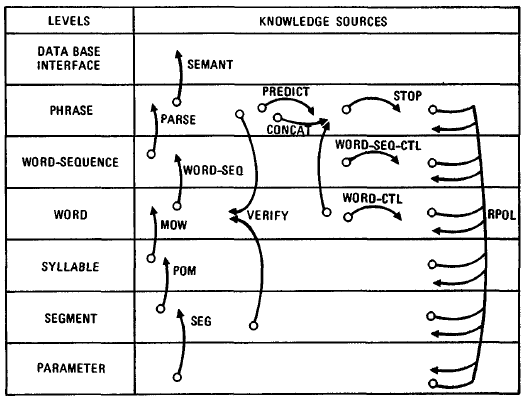 LEVELS
KNOWLEDGE SOURCES
DATA BASE
INTERFACE
SEMANT
PHRASE
PARSE
PREDICT
CONCAT
STOP
WORD-SEQUENCE
WORD-SEQ
WORD-SEQ-CTL
WORD
MOW
VERIFY
WORD-CTL
RPOL
SYLLABLE
POM
SEGMENT
SEG
PARAMETER